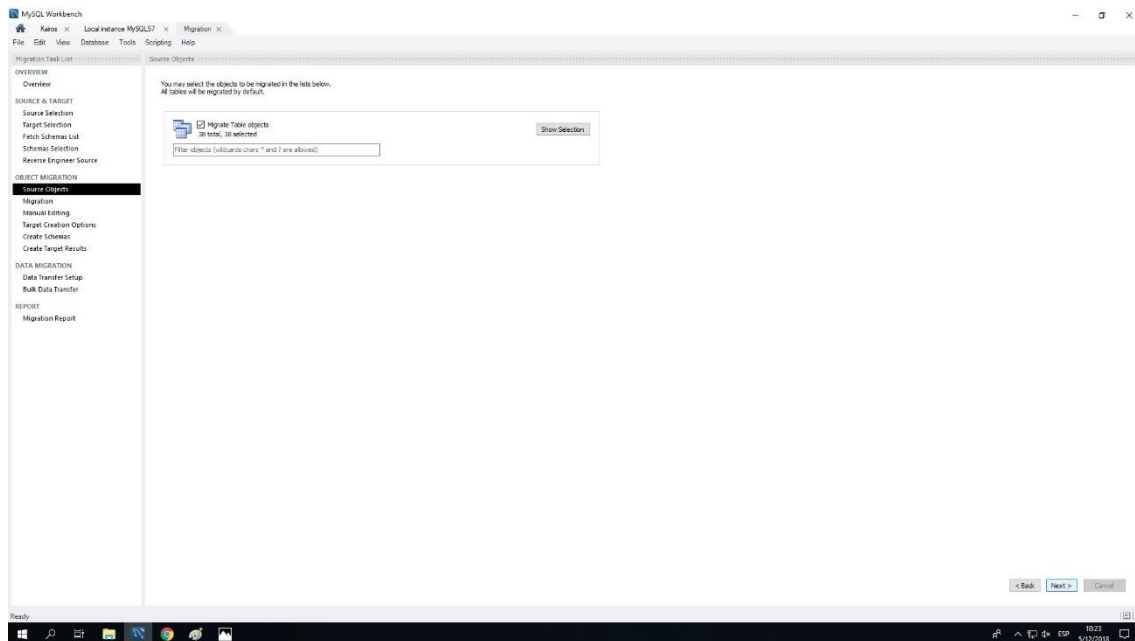 MySQL Workbench
Kairos × Local instance MySQL57 × Migration ×
File Edit View Database Tools Scripting Help
Migration Task List
Source Objects
OVERVIEW
Overview
SOURCE & TARGET
Source Selection
Target Selection
Fetch Schemas List
Schemas Selection
Reverse Engineer Source
OBJECT MIGRATION
Source Objects
Migration
Manual Editing
Target Creation Options
Create Schemas
Create Target Results
DATA MIGRATION
Data Transfer Setup
Bulk Data Transfer
REPORT
Migration Report
You may select the objects to be migrated in the lists below.
All tables will be migrated by default.
Migrate Table objects
38 total, 38 selected
Show Selection
Filter objects (wildcards chars * and ? are allowed)
< Back Next > Cancel
Ready
ESP
10:23
5/12/2018